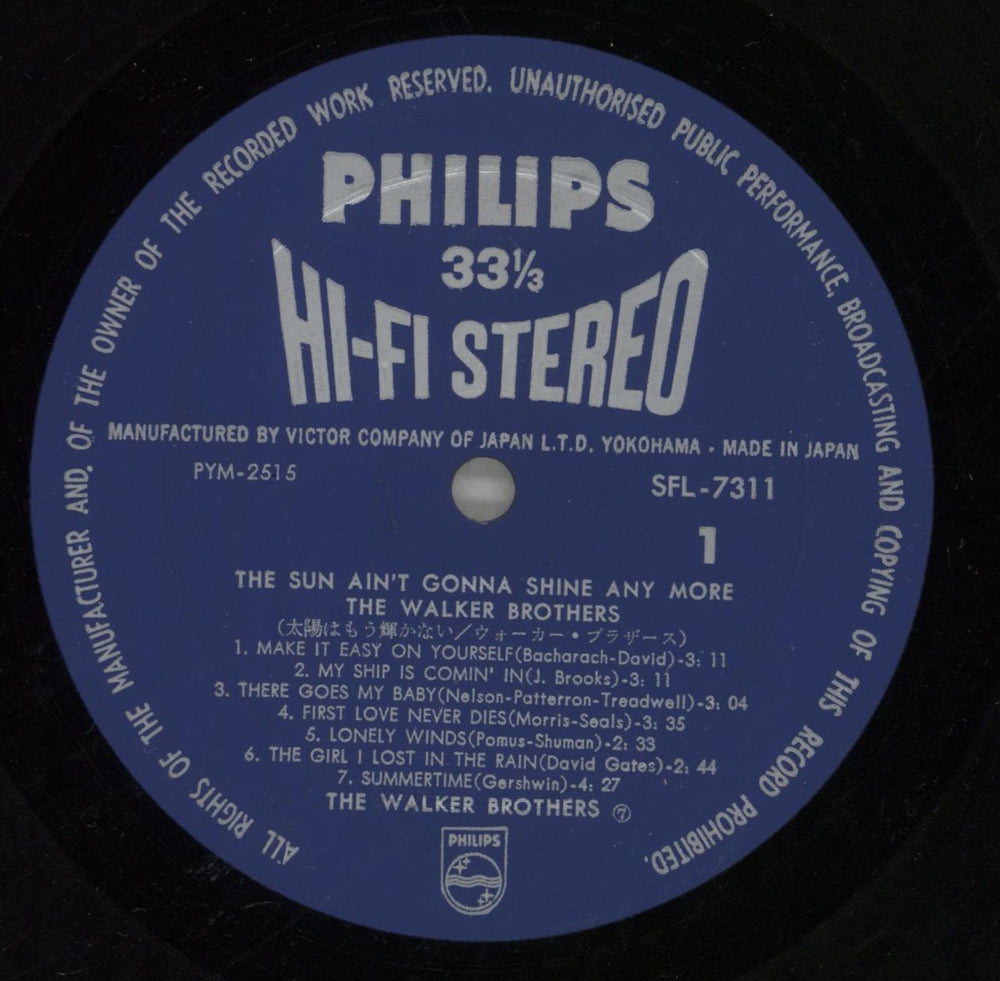 ALL RIGHTS OF THE MANUFACTURER AND OF THE OWNER OF THE RECORDED WORK RESERVED. UNAUTHORISED PUBLIC PERFORMANCE, BROADCASTING AND COPYING OF THIS RECORD PROHIBITED.
PHILIPS
33⅓
HI-FI STEREO
MANUFACTURED BY VICTOR COMPANY OF JAPAN L.T.D. YOKOHAMA · MADE IN JAPAN
PYM-2515
SFL-7311
1
THE SUN AIN'T GONNA SHINE ANY MORE
THE WALKER BROTHERS
(太陽はもう輝かない／ウォーカー・ブラザース)
1. MAKE IT EASY ON YOURSELF(Bacharach-David)-3: 11
2. MY SHIP IS COMIN' IN(J. Brooks)-3: 11
3. THERE GOES MY BABY(Nelson-Patterron-Treadwell)-3: 04
4. FIRST LOVE NEVER DIES(Morris-Seals)-3: 35
5. LONELY WINDS(Pomus-Shuman)-2: 33
6. THE GIRL I LOST IN THE RAIN(David Gates)-2: 44
7. SUMMERTIME(Gershwin)-4: 27
THE WALKER BROTHERS ⑦
PHILIPS